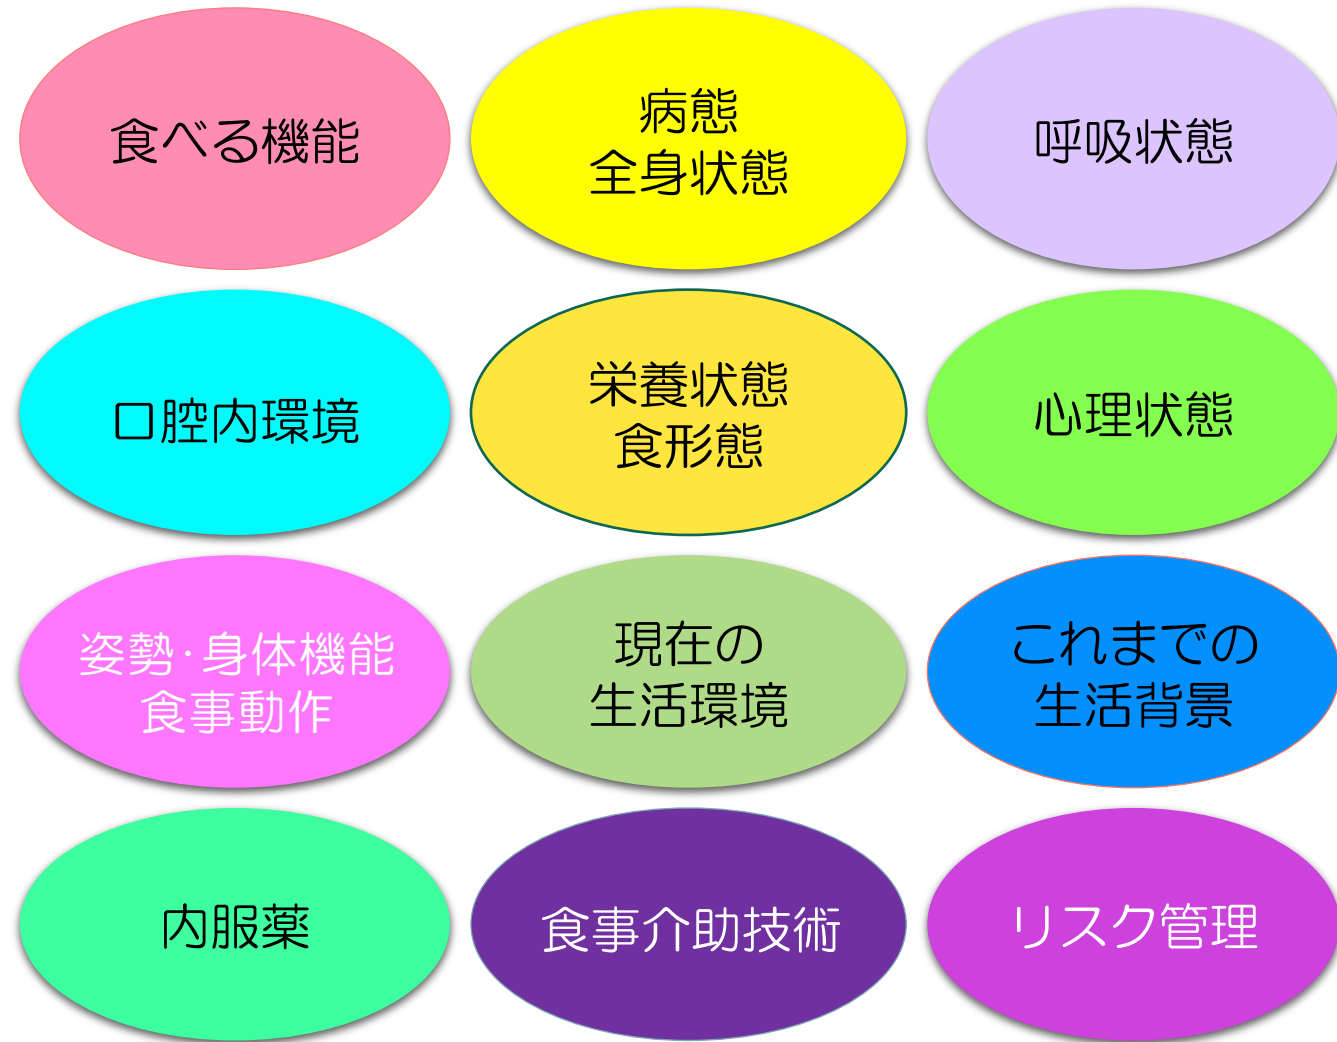 食べる機能
病態
全身状態
呼吸状態
口腔内環境
栄養状態
食形態
心理状態
姿勢・身体機能
食事動作
現在の
生活環境
これまでの
生活背景
内服薬
食事介助技術
リスク管理